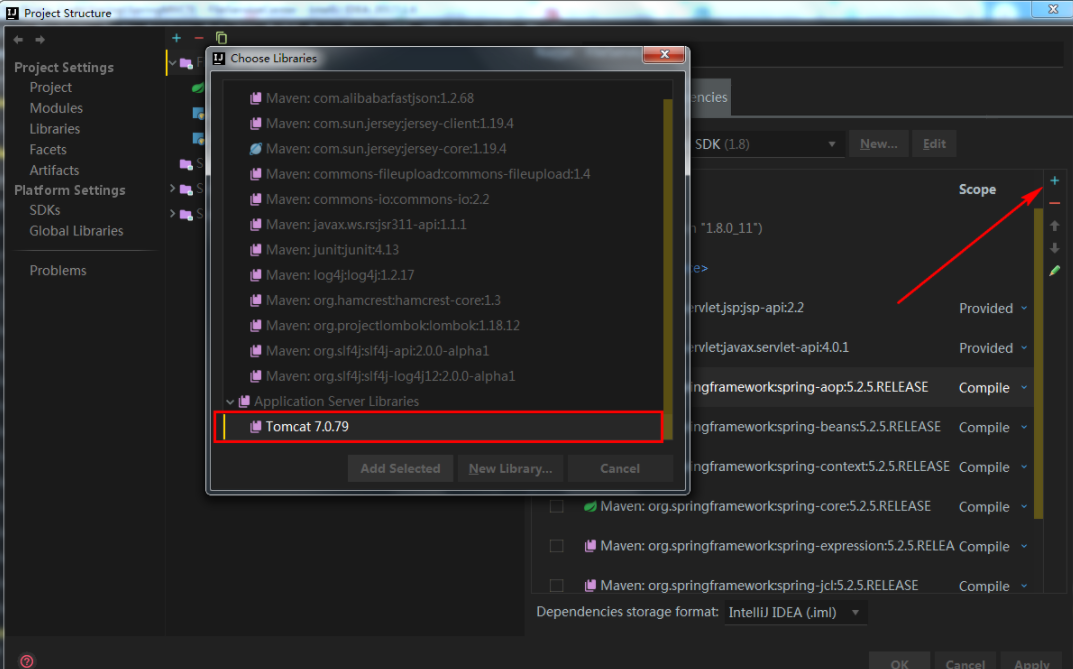 Project Structure
Project Settings
Project
Modules
Libraries
Facets
Artifacts
Platform Settings
SDKs
Global Libraries
Problems
Choose Libraries
Maven: com.alibaba:fastjson:1.2.68
Maven: com.sun.jersey:jersey-client:1.19.4
Maven: com.sun.jersey:jersey-core:1.19.4
Maven: commons-fileupload:commons-fileupload:1.4
Maven: commons-io:commons-io:2.2
Maven: javax.ws.rs:jsr311-api:1.1.1
Maven: junit:junit:4.13
Maven: log4j:log4j:1.2.17
Maven: org.hamcrest:hamcrest-core:1.3
Maven: org.projectlombok:lombok:1.18.12
Maven: org.slf4j:slf4j-api:2.0.0-alpha1
Maven: org.slf4j:slf4j-log4j12:2.0.0-alpha1
Application Server Libraries
Tomcat 7.0.79
Add Selected New Library... Cancel
encies
SDK (1.8) New... Edit
Scope
"1.8.0_11")
e>
ervlet.jsp:jsp-api:2.2 Provided
ervlet:javax.servlet-api:4.0.1 Provided
ingframework:spring-aop:5.2.5.RELEASE Compile
ingframework:spring-beans:5.2.5.RELEASE Compile
ingframework:spring-context:5.2.5.RELEASE Compile
Maven: org.springframework:spring-core:5.2.5.RELEASE Compile
Maven: org.springframework:spring-expression:5.2.5.RELEA Compile
Maven: org.springframework:spring-jcl:5.2.5.RELEASE Compile
Dependencies storage format: IntelliJ IDEA (.iml)
OK Cancel Apply